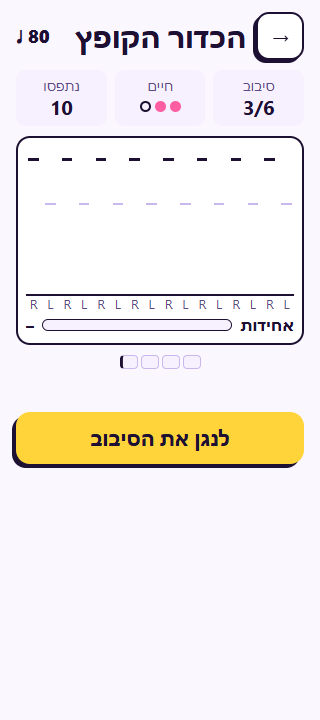 → הכדור הקופץ ♩ 80
סיבוב חיים נתפסו
3/6 10
R L R L R L R L R L R L R L R L
אחידות –
לנגן את הסיבוב